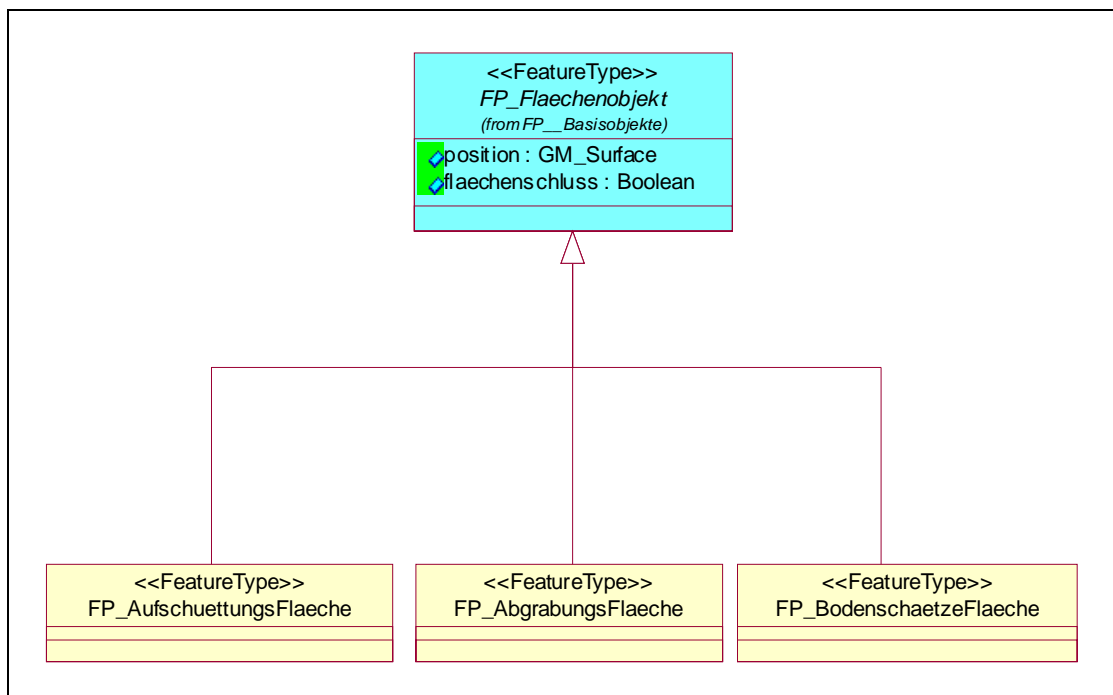 <<FeatureType>>
FP_Flaechenobjekt
(from FP__Basisobjekte)
position : GM_Surface
flaechenschluss : Boolean
<<FeatureType>>
FP_AufschuettungsFlaeche
<<FeatureType>>
FP_AbgrabungsFlaeche
<<FeatureType>>
FP_BodenschaetzeFlaeche